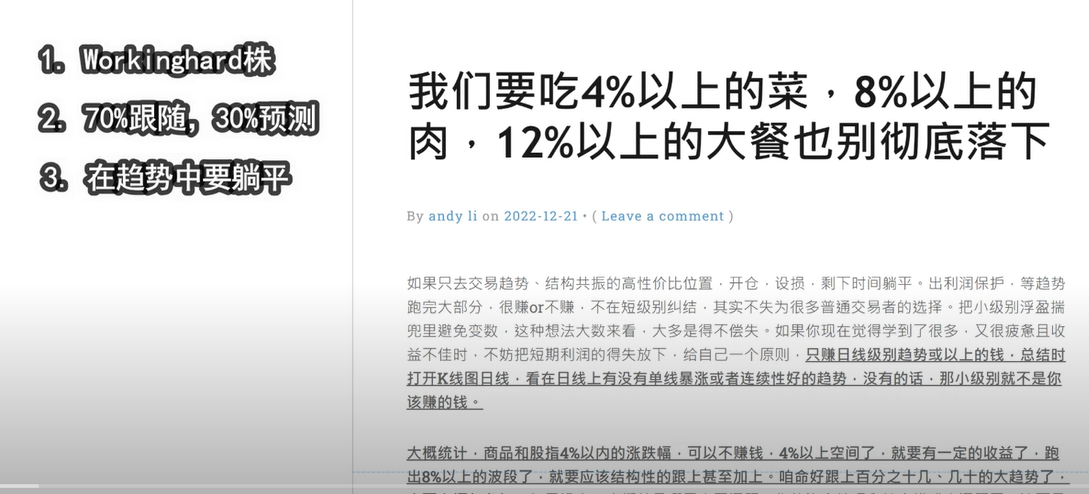 1. Workinghard株
2. 70%跟随，30%预测
3. 在趋势中要躺平
我们要吃4%以上的菜，8%以上的
肉，12%以上的大餐也别彻底落下
By andy li on 2022-12-21 • ( Leave a comment )
如果只去交易趋势、结构共振的高性价比位置，开仓，设损，剩下时间躺平。出利润保护，等趋势
跑完大部分，很赚or不赚，不在短级别纠结，其实不失为很多普通交易者的选择。把小级别浮盈揣
兜里避免变数，这种想法大数来看，大多是得不偿失。如果你现在觉得学到了很多，又很疲惫且收
益不佳时，不妨把短期利润的得失放下，给自己一个原则，只赚日线级别趋势或以上的钱，总结时
打开K线图日线，看在日线上有没有单线暴涨或者连续性好的趋势，没有的话，那小级别就不是你
该赚的钱。
大概统计，商品和股指4%以内的涨跌幅，可以不赚钱，4%以上空间了，就要有一定的收益了，跑
出8%以上的波段了，就要应该结构性的跟上甚至加上。咱命好跟上百分之十几、几十的大趋势了，